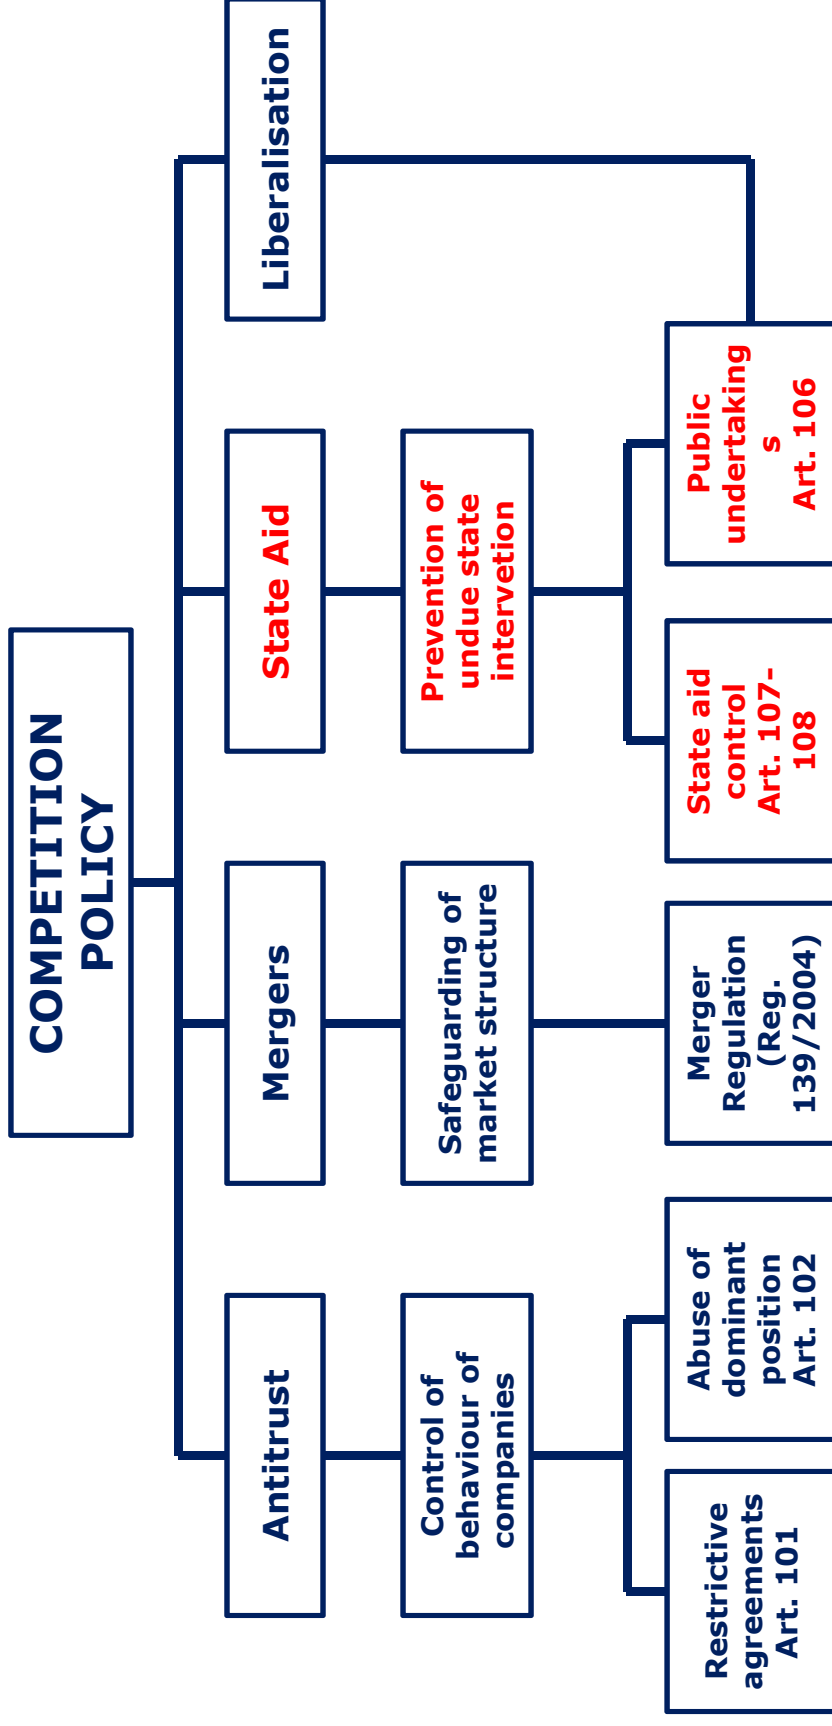 COMPETITION
POLICY
Antitrust
Mergers
State Aid
Liberalisation
Control of
behaviour of
companies
Safeguarding of
market structure
Prevention of
undue state
intervetion
Restrictive
agreements
Art. 101
Abuse of
dominant
position
Art. 102
Merger
Regulation
(Reg.
139/2004)
State aid
control
Art. 107-
108
Public
undertaking
s
Art. 106